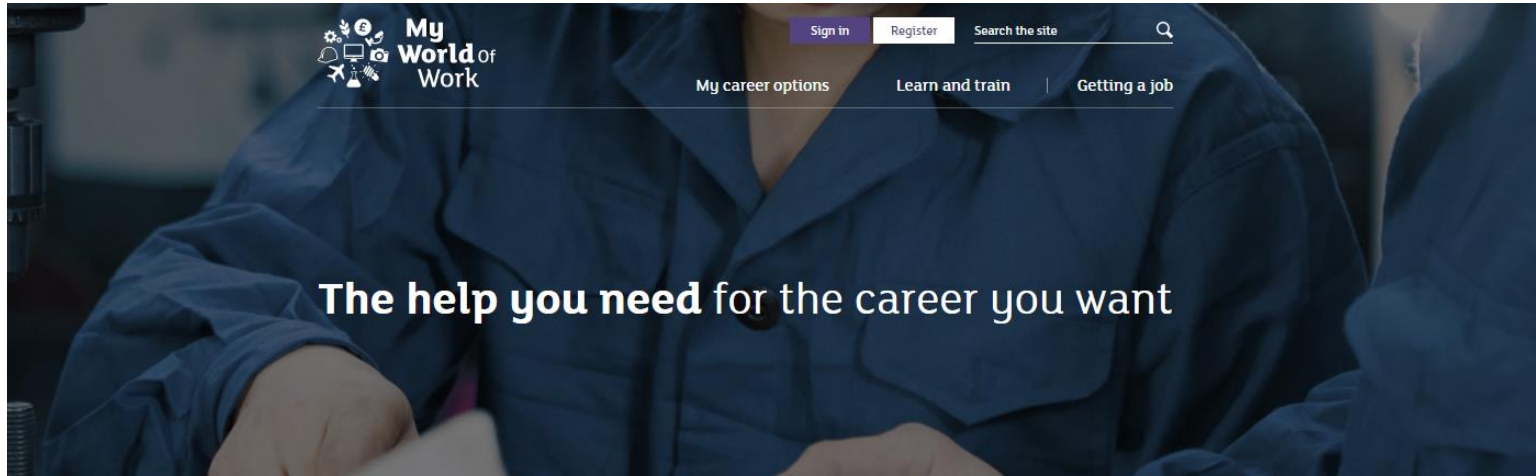 My
World of
Work
Sign in
Register
Search the site
My career options
Learn and train
Getting a job
The help you need for the career you want